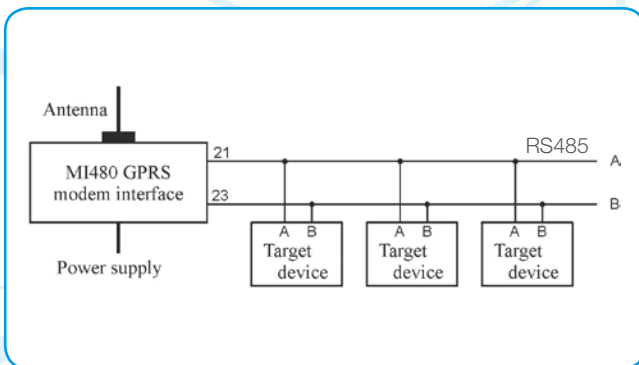 Antenna
MI480 GPRS
modem interface
Power supply
21
23
RS485
A
B
A B
Target
device
A B
Target
device
A B
Target
device